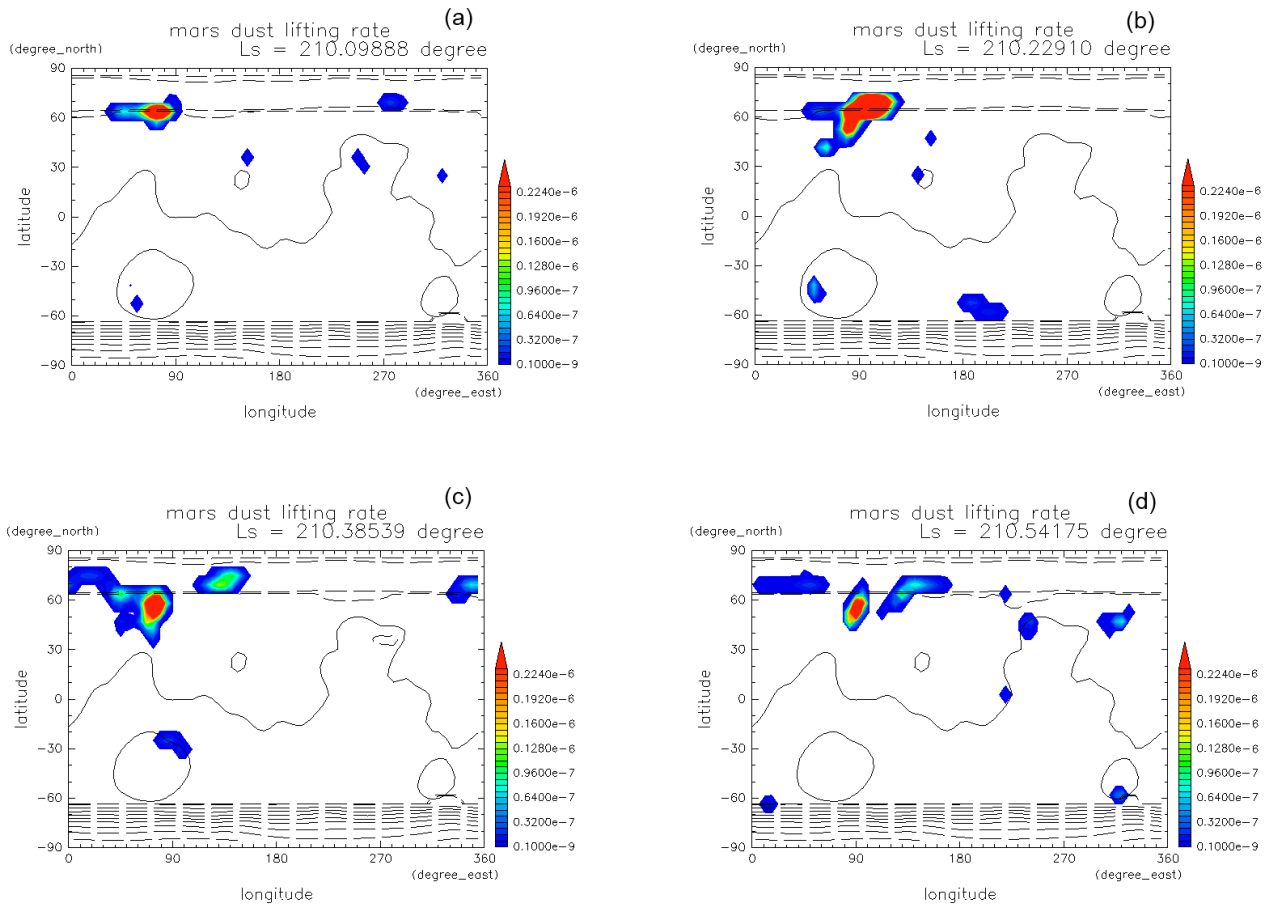 (a)
mars dust lifting rate
(degree_north)
Ls = 210.09888 degree
90
60
30
0
−30
−60
−90
latitude
0 90 180 270 360
(degree_east)
longitude
0.2240e−6
0.1920e−6
0.1600e−6
0.1280e−6
0.9600e−7
0.6400e−7
0.3200e−7
0.1000e−9
(b)
mars dust lifting rate
(degree_north)
Ls = 210.22910 degree
90
60
30
0
−30
−60
−90
latitude
0 90 180 270 360
(degree_east)
longitude
0.2240e−6
0.1920e−6
0.1600e−6
0.1280e−6
0.9600e−7
0.6400e−7
0.3200e−7
0.1000e−9
(c)
mars dust lifting rate
(degree_north)
Ls = 210.38539 degree
90
60
30
0
−30
−60
−90
latitude
0 90 180 270 360
(degree_east)
longitude
0.2240e−6
0.1920e−6
0.1600e−6
0.1280e−6
0.9600e−7
0.6400e−7
0.3200e−7
0.1000e−9
(d)
mars dust lifting rate
(degree_north)
Ls = 210.54175 degree
90
60
30
0
−30
−60
−90
latitude
0 90 180 270 360
(degree_east)
longitude
0.2240e−6
0.1920e−6
0.1600e−6
0.1280e−6
0.9600e−7
0.6400e−7
0.3200e−7
0.1000e−9